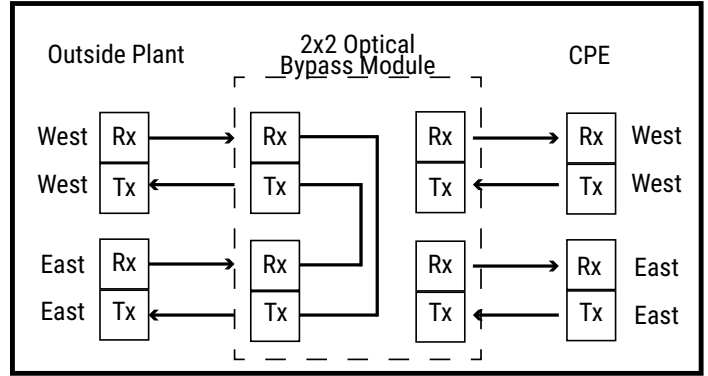 Outside Plant
2x2 Optical
Bypass Module
CPE
West Rx Rx Rx Rx West
West Tx Tx Tx Tx West
East Rx Rx Rx Rx East
East Tx Tx Tx Tx East